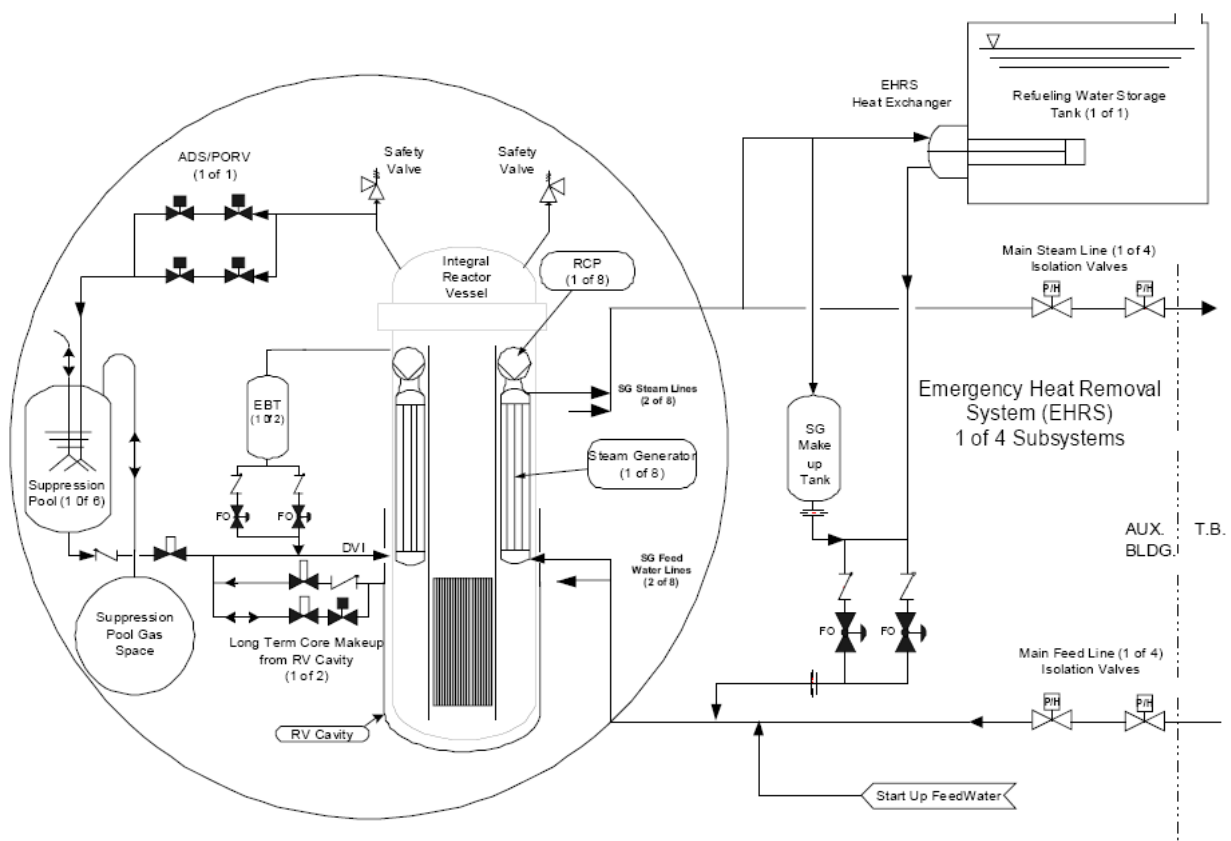 EHRS
Heat Exchanger
Refueling Water Storage
Tank (1 of 1)
ADS/PORV
(1 of 1)
Safety
Valve
Safety
Valve
Integral
Reactor
Vessel
RCP
(1 of 8)
Main Steam Line (1 of 4)
Isolation Valves
P/H
P/H
SG Steam Lines
(2 of 8)
EBT
(1 0f 2)
Emergency Heat Removal
System (EHRS)
1 of 4 Subsystems
SG
Make
up
Tank
Steam Generator
(1 of 8)
Suppression
Pool (1 0f 6)
FO
FO
DVI
AUX.
BLDG.
T.B.
SG Feed
Water Lines
(2 of 8)
Suppression
Pool Gas
Space
Long Term Core Makeup
from RV Cavity
(1 of 2)
FO
FO
Main Feed Line (1 of 4)
Isolation Valves
P/H
P/H
RV Cavity
Start Up FeedWater